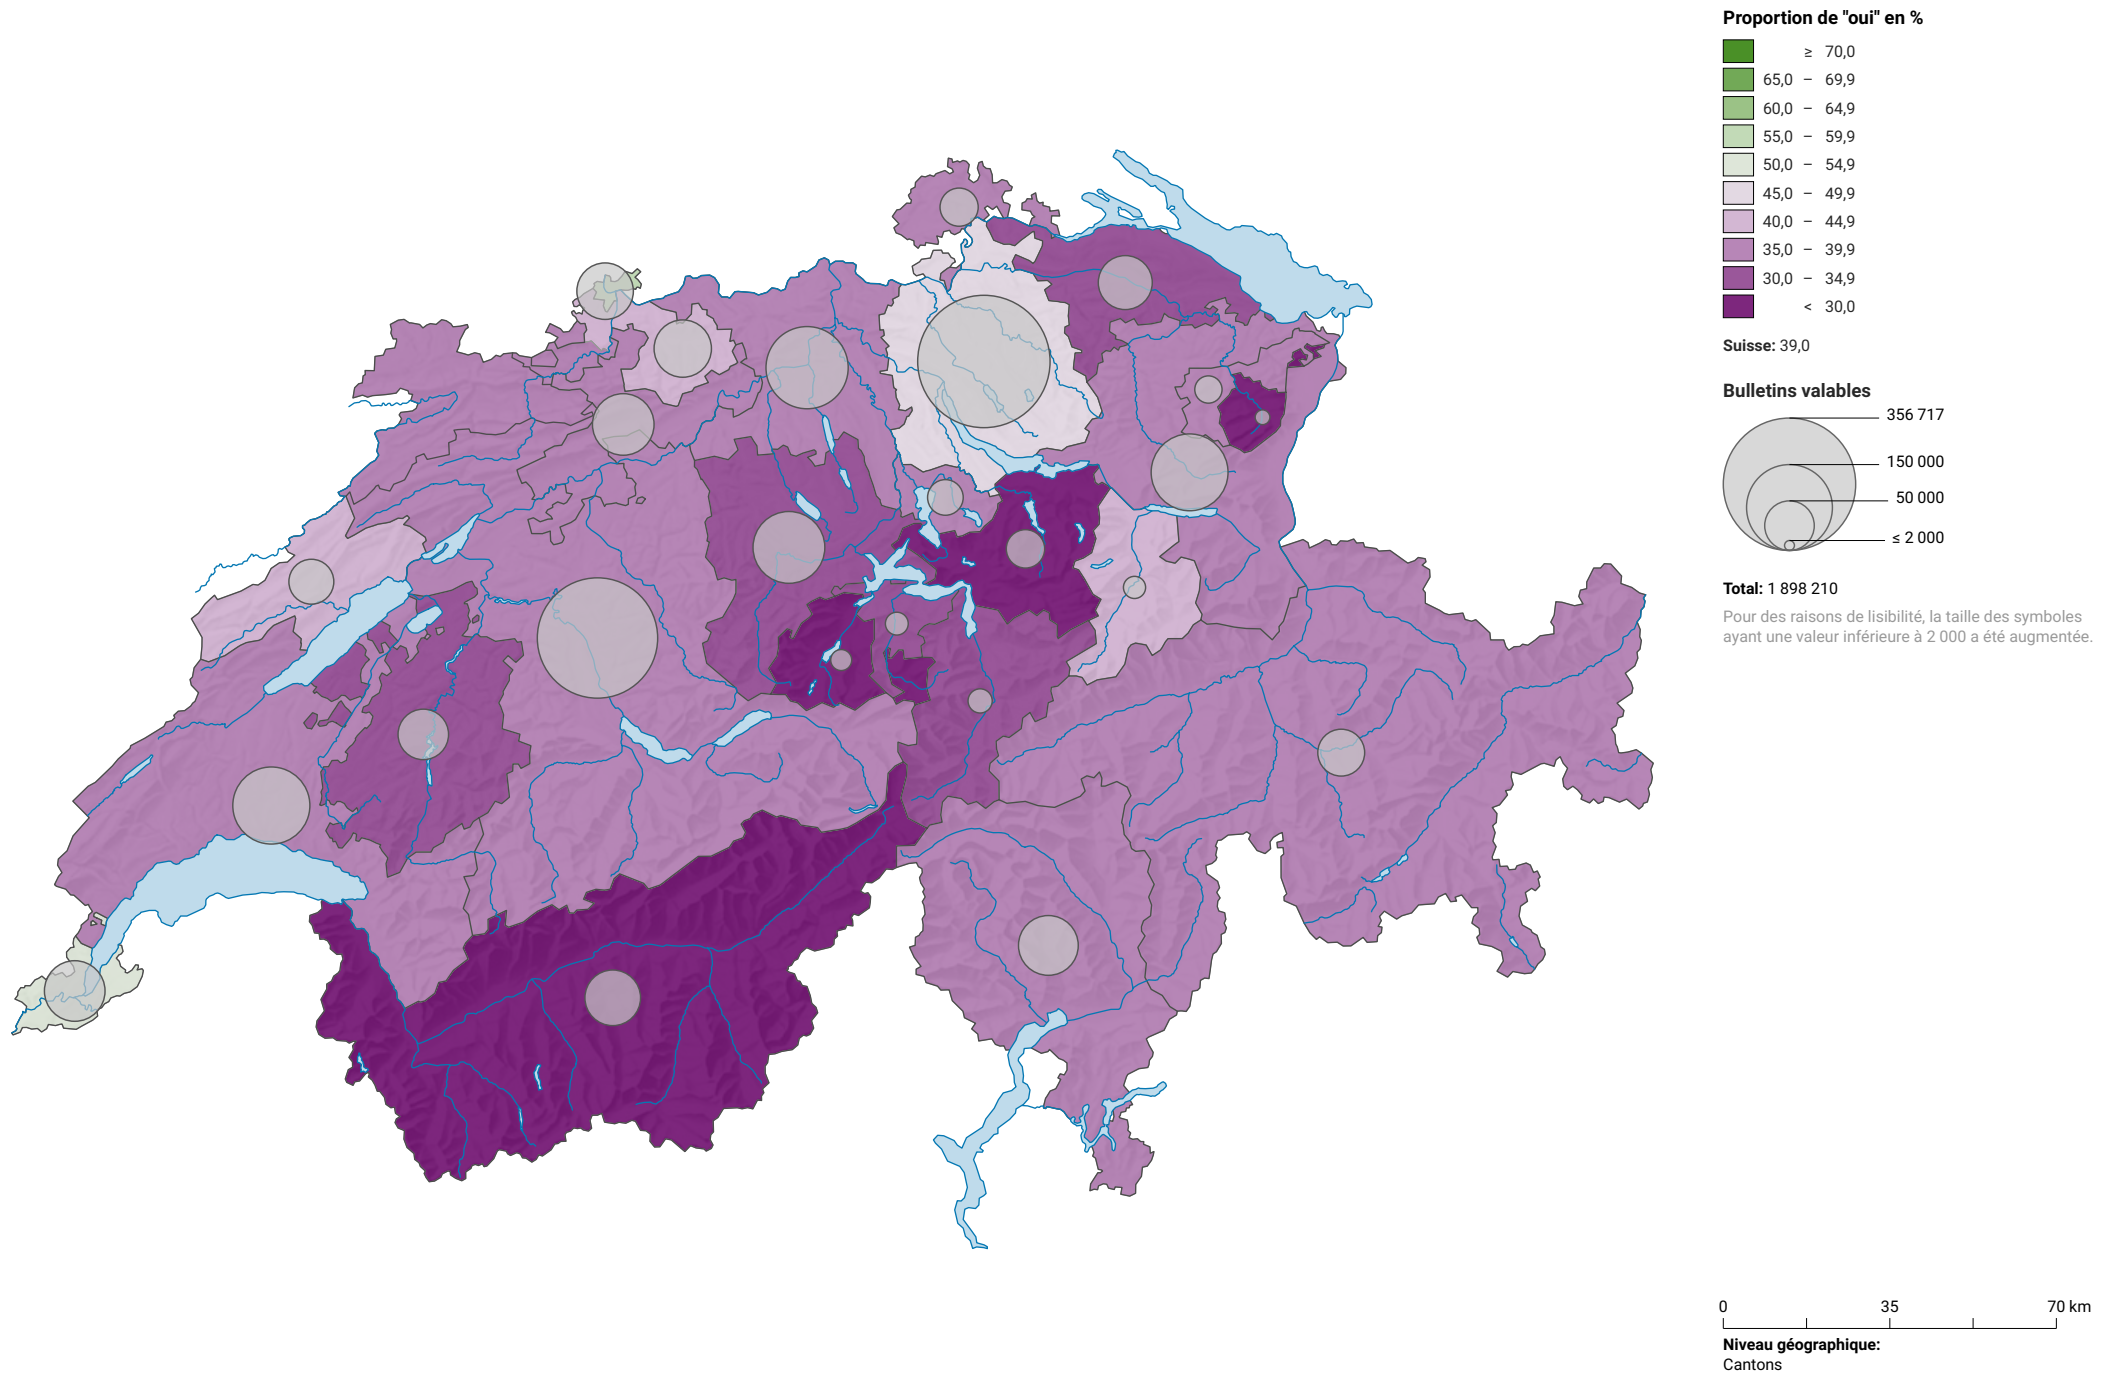 Proportion de "oui" en %
≥ 70,0
65,0 – 69,9
60,0 – 64,9
55,0 – 59,9
50,0 – 54,9
45,0 – 49,9
40,0 – 44,9
35,0 – 39,9
30,0 – 34,9
< 30,0
Suisse: 39,0
Bulletins valables
356 717
150 000
50 000
≤ 2 000
Total: 1 898 210
Pour des raisons de lisibilité, la taille des symboles
ayant une valeur inférieure à 2 000 a été augmentée.
0 35 70 km
Niveau géographique:
Cantons